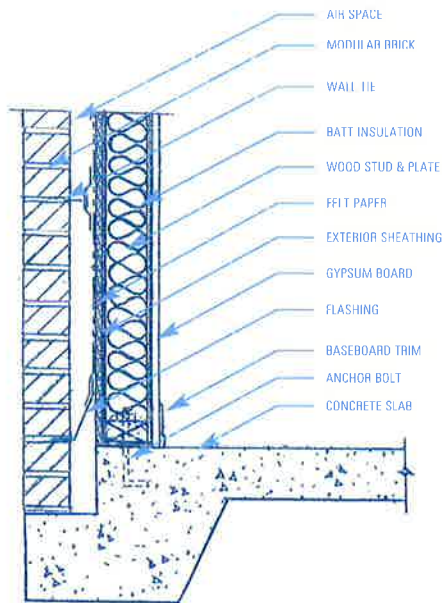 AIR SPACE
MODULAR BRICK
WALL TIE
BATT INSULATION
WOOD STUD & PLATE
FELT PAPER
EXTERIOR SHEATHING
GYPSUM BOARD
FLASHING
BASEBOARD TRIM
ANCHOR BOLT
CONCRETE SLAB